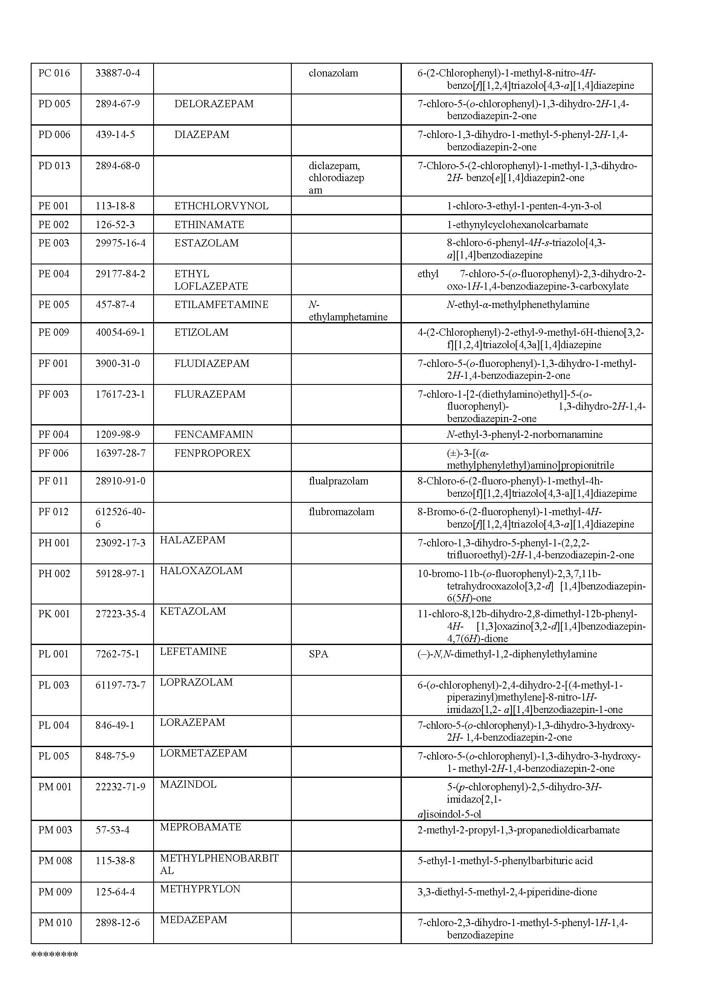 PC 016 33887-0-4 clonazolam 6-(2-Chlorophenyl)-1-methyl-8-nitro-4H-
benzo[f][1,2,4]triazolo[4,3-a][1,4]diazepine
PD 005 2894-67-9 DELORAZEPAM 7-chloro-5-(o-chlorophenyl)-1,3-dihydro-2H-1,4-
benzodiazepin-2-one
PD 006 439-14-5 DIAZEPAM 7-chloro-1,3-dihydro-1-methyl-5-phenyl-2H-1,4-
benzodiazepin-2-one
PD 013 2894-68-0 diclazepam, 7-Chloro-5-(2-chlorophenyl)-1-methyl-1,3-dihydro-
chlorodiazep 2H- benzo[e][1,4]diazepin2-one
am
PE 001 113-18-8 ETHCHLORVYNOL 1-chloro-3-ethyl-1-penten-4-yn-3-ol
PE 002 126-52-3 ETHINAMATE 1-ethynylcyclohexanolcarbamate
PE 003 29975-16-4 ESTAZOLAM 8-chloro-6-phenyl-4H-s-triazolo[4,3-
a][1,4]benzodiazepine
PE 004 29177-84-2 ETHYL ethyl 7-chloro-5-(o-fluorophenyl)-2,3-dihydro-2-
LOFLAZEPATE oxo-1H-1,4-benzodiazepine-3-carboxylate
PE 005 457-87-4 ETILAMFETAMINE N- N-ethyl-α-methylphenethylamine
ethylamphetamine
PE 009 40054-69-1 ETIZOLAM 4-(2-Chlorophenyl)-2-ethyl-9-methyl-6H-thieno[3,2-
f][1,2,4]triazolo[4,3a][1,4]diazepine
PF 001 3900-31-0 FLUDIAZEPAM 7-chloro-5-(o-fluorophenyl)-1,3-dihydro-1-methyl-
2H-1,4-benzodiazepin-2-one
PF 003 17617-23-1 FLURAZEPAM 7-chloro-1-[2-(diethylamino)ethyl]-5-(o-
fluorophenyl)- 1,3-dihydro-2H-1,4-
benzodiazepin-2-one
PF 004 1209-98-9 FENCAMFAMIN N-ethyl-3-phenyl-2-norbornanamine
PF 006 16397-28-7 FENPROPOREX (±)-3-[(α-
methylphenylethyl)amino]propionitrile
PF 011 28910-91-0 flualprazolam 8-Chloro-6-(2-fluoro-phenyl)-1-methyl-4h-
benzo[f][1,2,4]triazolo[4,3-a][1,4]diazepime
PF 012 612526-40- flubromazolam 8-Bromo-6-(2-fluorophenyl)-1-methyl-4H-
6 benzo[f][1,2,4]triazolo[4,3-a][1,4]diazepine
PH 001 23092-17-3 HALAZEPAM 7-chloro-1,3-dihydro-5-phenyl-1-(2,2,2-
trifluoroethyl)-2H-1,4-benzodiazepin-2-one
PH 002 59128-97-1 HALOXAZOLAM 10-bromo-11b-(o-fluorophenyl)-2,3,7,11b-
tetrahydrooxazolo[3,2-d] [1,4]benzodiazepin-
6(5H)-one
PK 001 27223-35-4 KETAZOLAM 11-chloro-8,12b-dihydro-2,8-dimethyl-12b-phenyl-
4H- [1,3]oxazino[3,2-d][1,4]benzodiazepin-
4,7(6H)-dione
PL 001 7262-75-1 LEFETAMINE SPA (–)-N,N-dimethyl-1,2-diphenylethylamine
PL 003 61197-73-7 LOPRAZOLAM 6-(o-chlorophenyl)-2,4-dihydro-2-[(4-methyl-1-
piperazinyl)methylene]-8-nitro-1H-
imidazo[1,2- a][1,4]benzodiazepin-1-one
PL 004 846-49-1 LORAZEPAM 7-chloro-5-(o-chlorophenyl)-1,3-dihydro-3-hydroxy-
2H- 1,4-benzodiazepin-2-one
PL 005 848-75-9 LORMETAZEPAM 7-chloro-5-(o-chlorophenyl)-1,3-dihydro-3-hydroxy-
1- methyl-2H-1,4-benzodiazepin-2-one
PM 001 22232-71-9 MAZINDOL 5-(p-chlorophenyl)-2,5-dihydro-3H-
imidazo[2,1-
a]isoindol-5-ol
PM 003 57-53-4 MEPROBAMATE 2-methyl-2-propyl-1,3-propanedioldicarbamate
PM 008 115-38-8 METHYLPHENOBARBIT 5-ethyl-1-methyl-5-phenylbarbituric acid
AL
PM 009 125-64-4 METHYPRYLON 3,3-diethyl-5-methyl-2,4-piperidine-dione
PM 010 2898-12-6 MEDAZEPAM 7-chloro-2,3-dihydro-1-methyl-5-phenyl-1H-1,4-
benzodiazepine
********